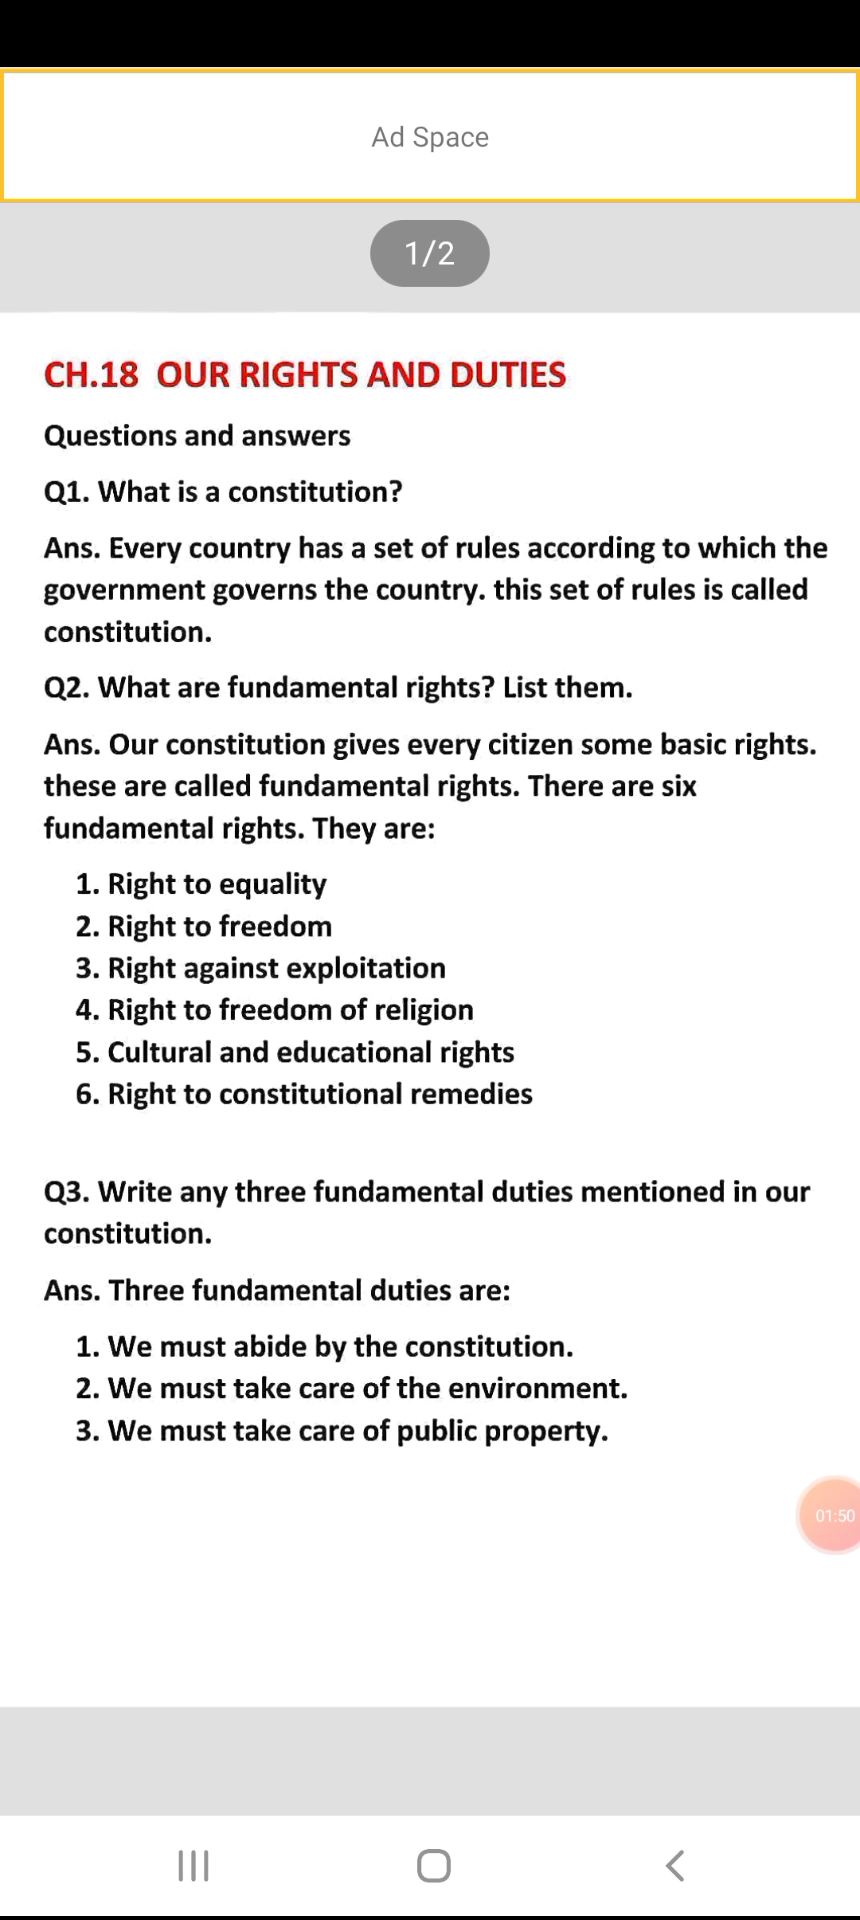 Ad Space
1/2
CH.18 OUR RIGHTS AND DUTIES
Questions and answers
Q1. What is a constitution?
Ans. Every country has a set of rules according to which the
government governs the country. this set of rules is called
constitution.
Q2. What are fundamental rights? List them.
Ans. Our constitution gives every citizen some basic rights.
these are called fundamental rights. There are six
fundamental rights. They are:
1. Right to equality
2. Right to freedom
3. Right against exploitation
4. Right to freedom of religion
5. Cultural and educational rights
6. Right to constitutional remedies
Q3. Write any three fundamental duties mentioned in our
constitution.
Ans. Three fundamental duties are:
1. We must abide by the constitution.
2. We must take care of the environment.
3. We must take care of public property.
01:50